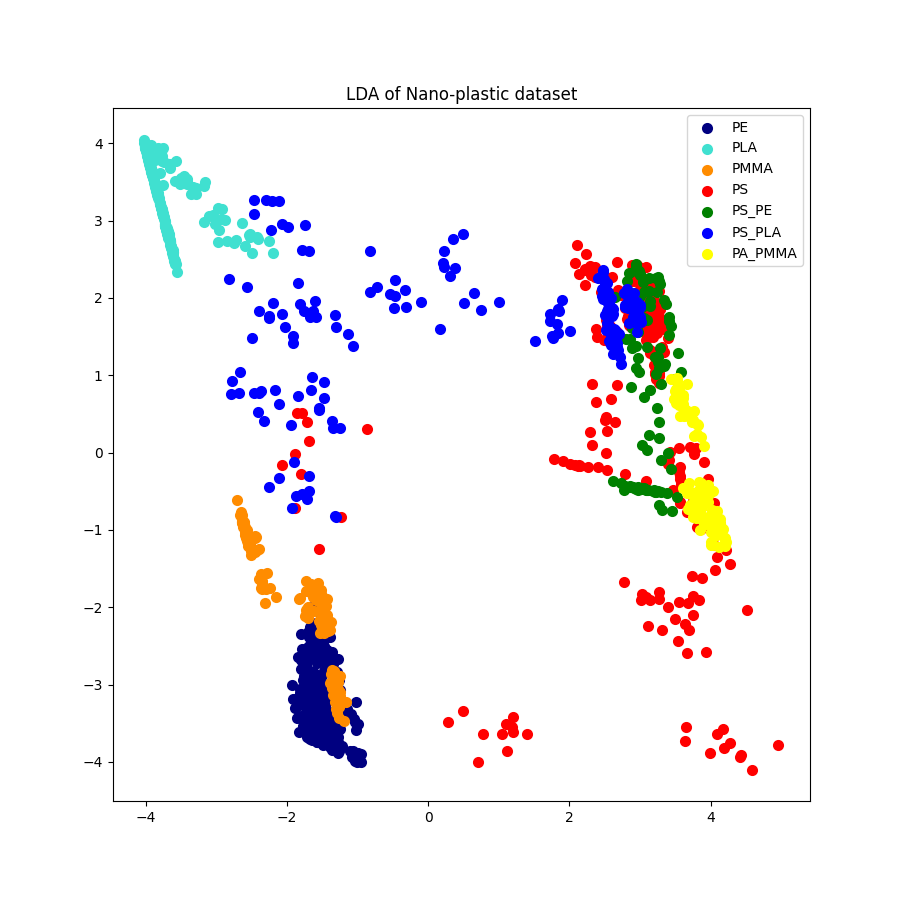 LDA of Nano-plastic dataset
PE
PLA
PMMA
PS
PS_PE
PS_PLA
PA_PMMA
4
3
2
1
0
−1
−2
−3
−4
−4 −2 0 2 4